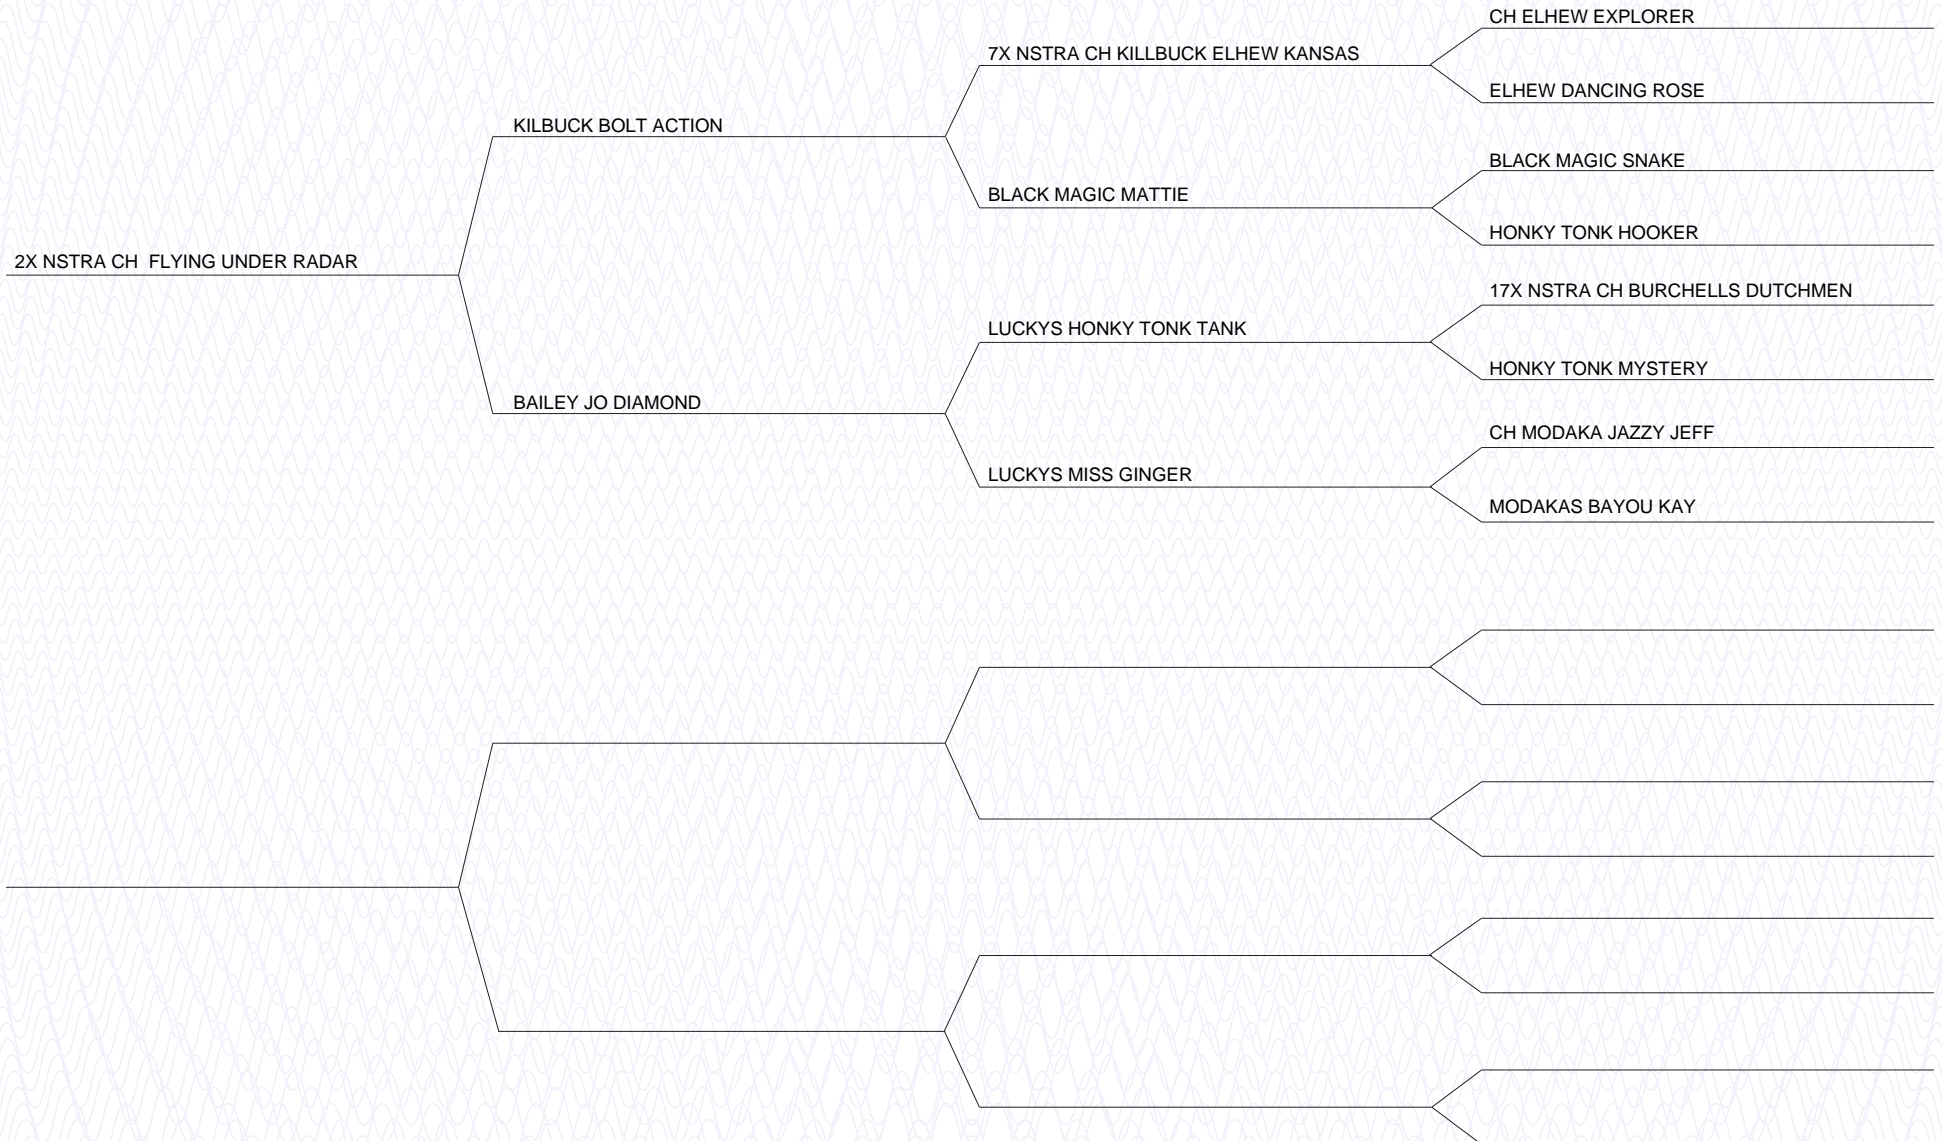 CH ELHEW EXPLORER
7X NSTRA CH KILLBUCK ELHEW KANSAS
ELHEW DANCING ROSE
KILBUCK BOLT ACTION
BLACK MAGIC SNAKE
BLACK MAGIC MATTIE
HONKY TONK HOOKER
2X NSTRA CH  FLYING UNDER RADAR
17X NSTRA CH BURCHELLS DUTCHMEN
LUCKYS HONKY TONK TANK
HONKY TONK MYSTERY
BAILEY JO DIAMOND
CH MODAKA JAZZY JEFF
LUCKYS MISS GINGER
MODAKAS BAYOU KAY